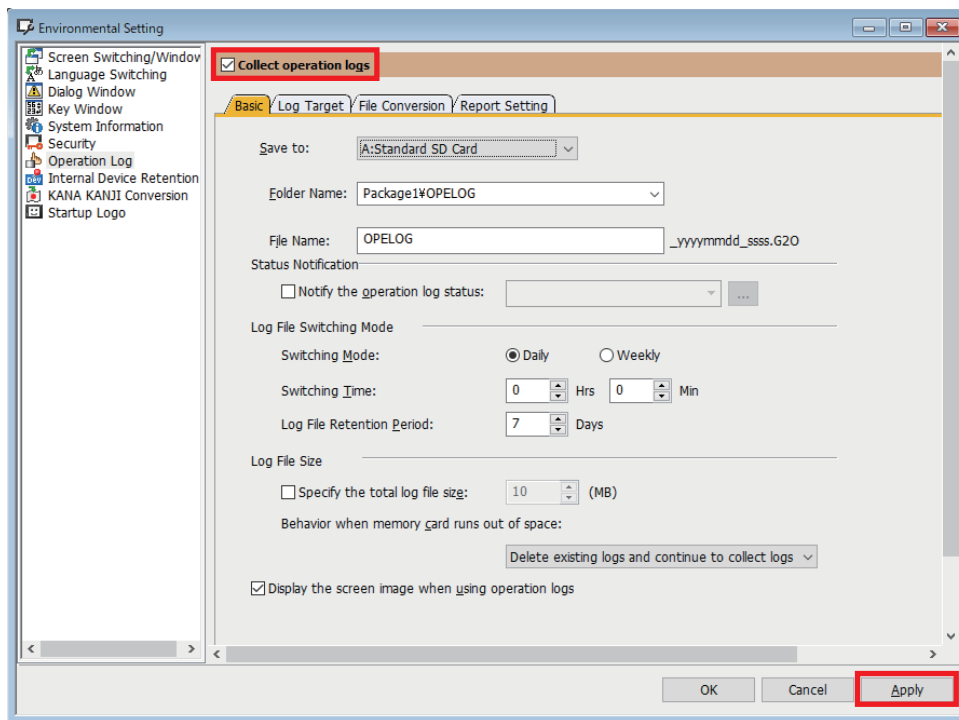 Environmental Setting
Screen Switching/Window
Language Switching
Dialog Window
Key Window
System Information
Security
Operation Log
Internal Device Retention
KANA KANJI Conversion
Startup Logo
Collect operation logs
Basic Log Target File Conversion Report Setting
Save to: A:Standard SD Card
Folder Name: Package1¥OPELOG
File Name: OPELOG _yyyymmdd_ssss.G2O
Status Notification
Notify the operation log status: ...
Log File Switching Mode
Switching Mode: Daily Weekly
Switching Time: 0 Hrs 0 Min
Log File Retention Period: 7 Days
Log File Size
Specify the total log file size: 10 (MB)
Behavior when memory card runs out of space:
Delete existing logs and continue to collect logs
Display the screen image when using operation logs
OK Cancel Apply